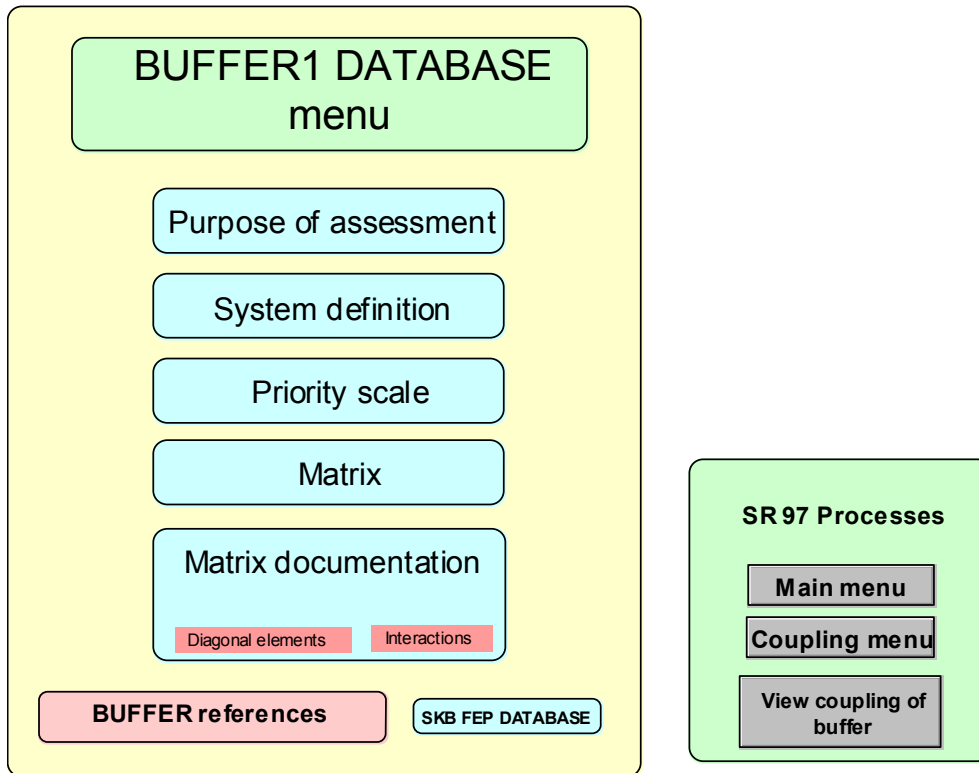 BUFFER1 DATABASE
menu
Purpose of assessment
System definition
Priority scale
Matrix
Matrix documentation
Diagonal elements
Interactions
BUFFER references
SKB FEP DATABASE
SR 97 Processes
Main menu
Coupling menu
View coupling of
buffer